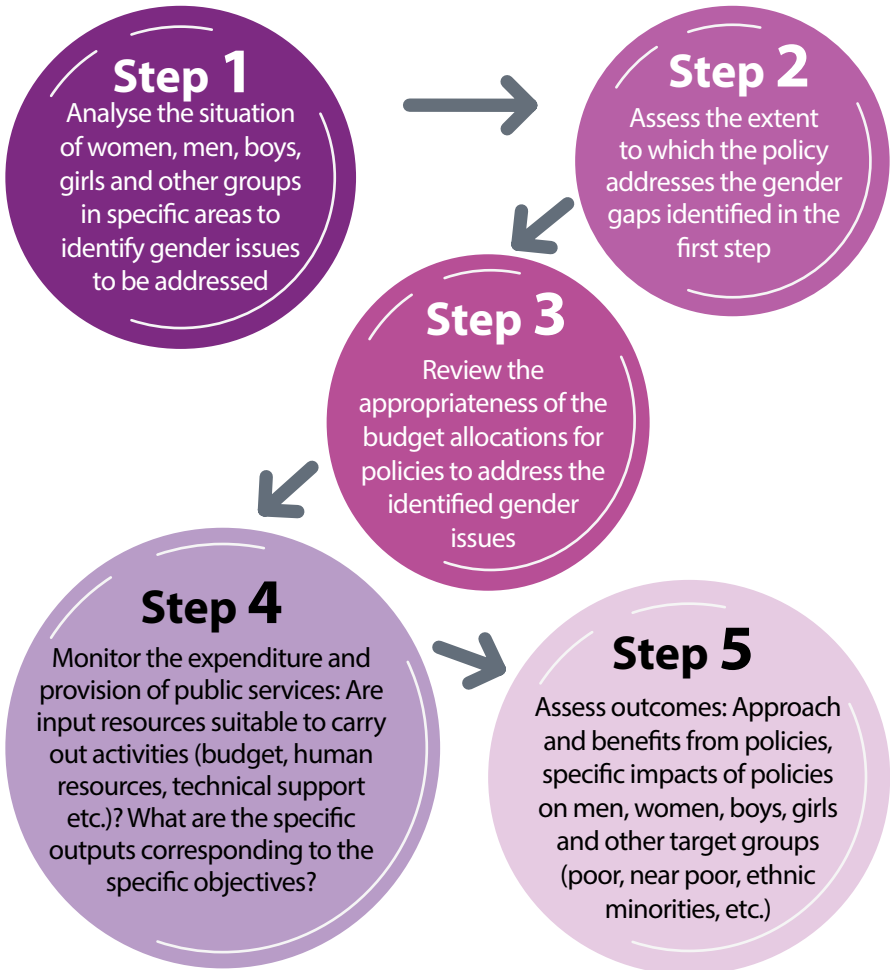 Step 1
Analyse the situation
of women, men, boys,
girls and other groups
in specific areas to
identify gender issues
to be addressed
Step 2
Assess the extent
to which the policy
addresses the gender
gaps identified in the
first step
Step 3
Review the
appropriateness of the
budget allocations for
policies to address the
identified gender
issues
Step 4
Monitor the expenditure and
provision of public services: Are
input resources suitable to carry
out activities (budget, human
resources, technical support
etc.)? What are the specific
outputs corresponding to the
specific objectives?
Step 5
Assess outcomes: Approach
and benefits from policies,
specific impacts of policies
on men, women, boys, girls
and other target groups
(poor, near poor, ethnic
minorities, etc.)